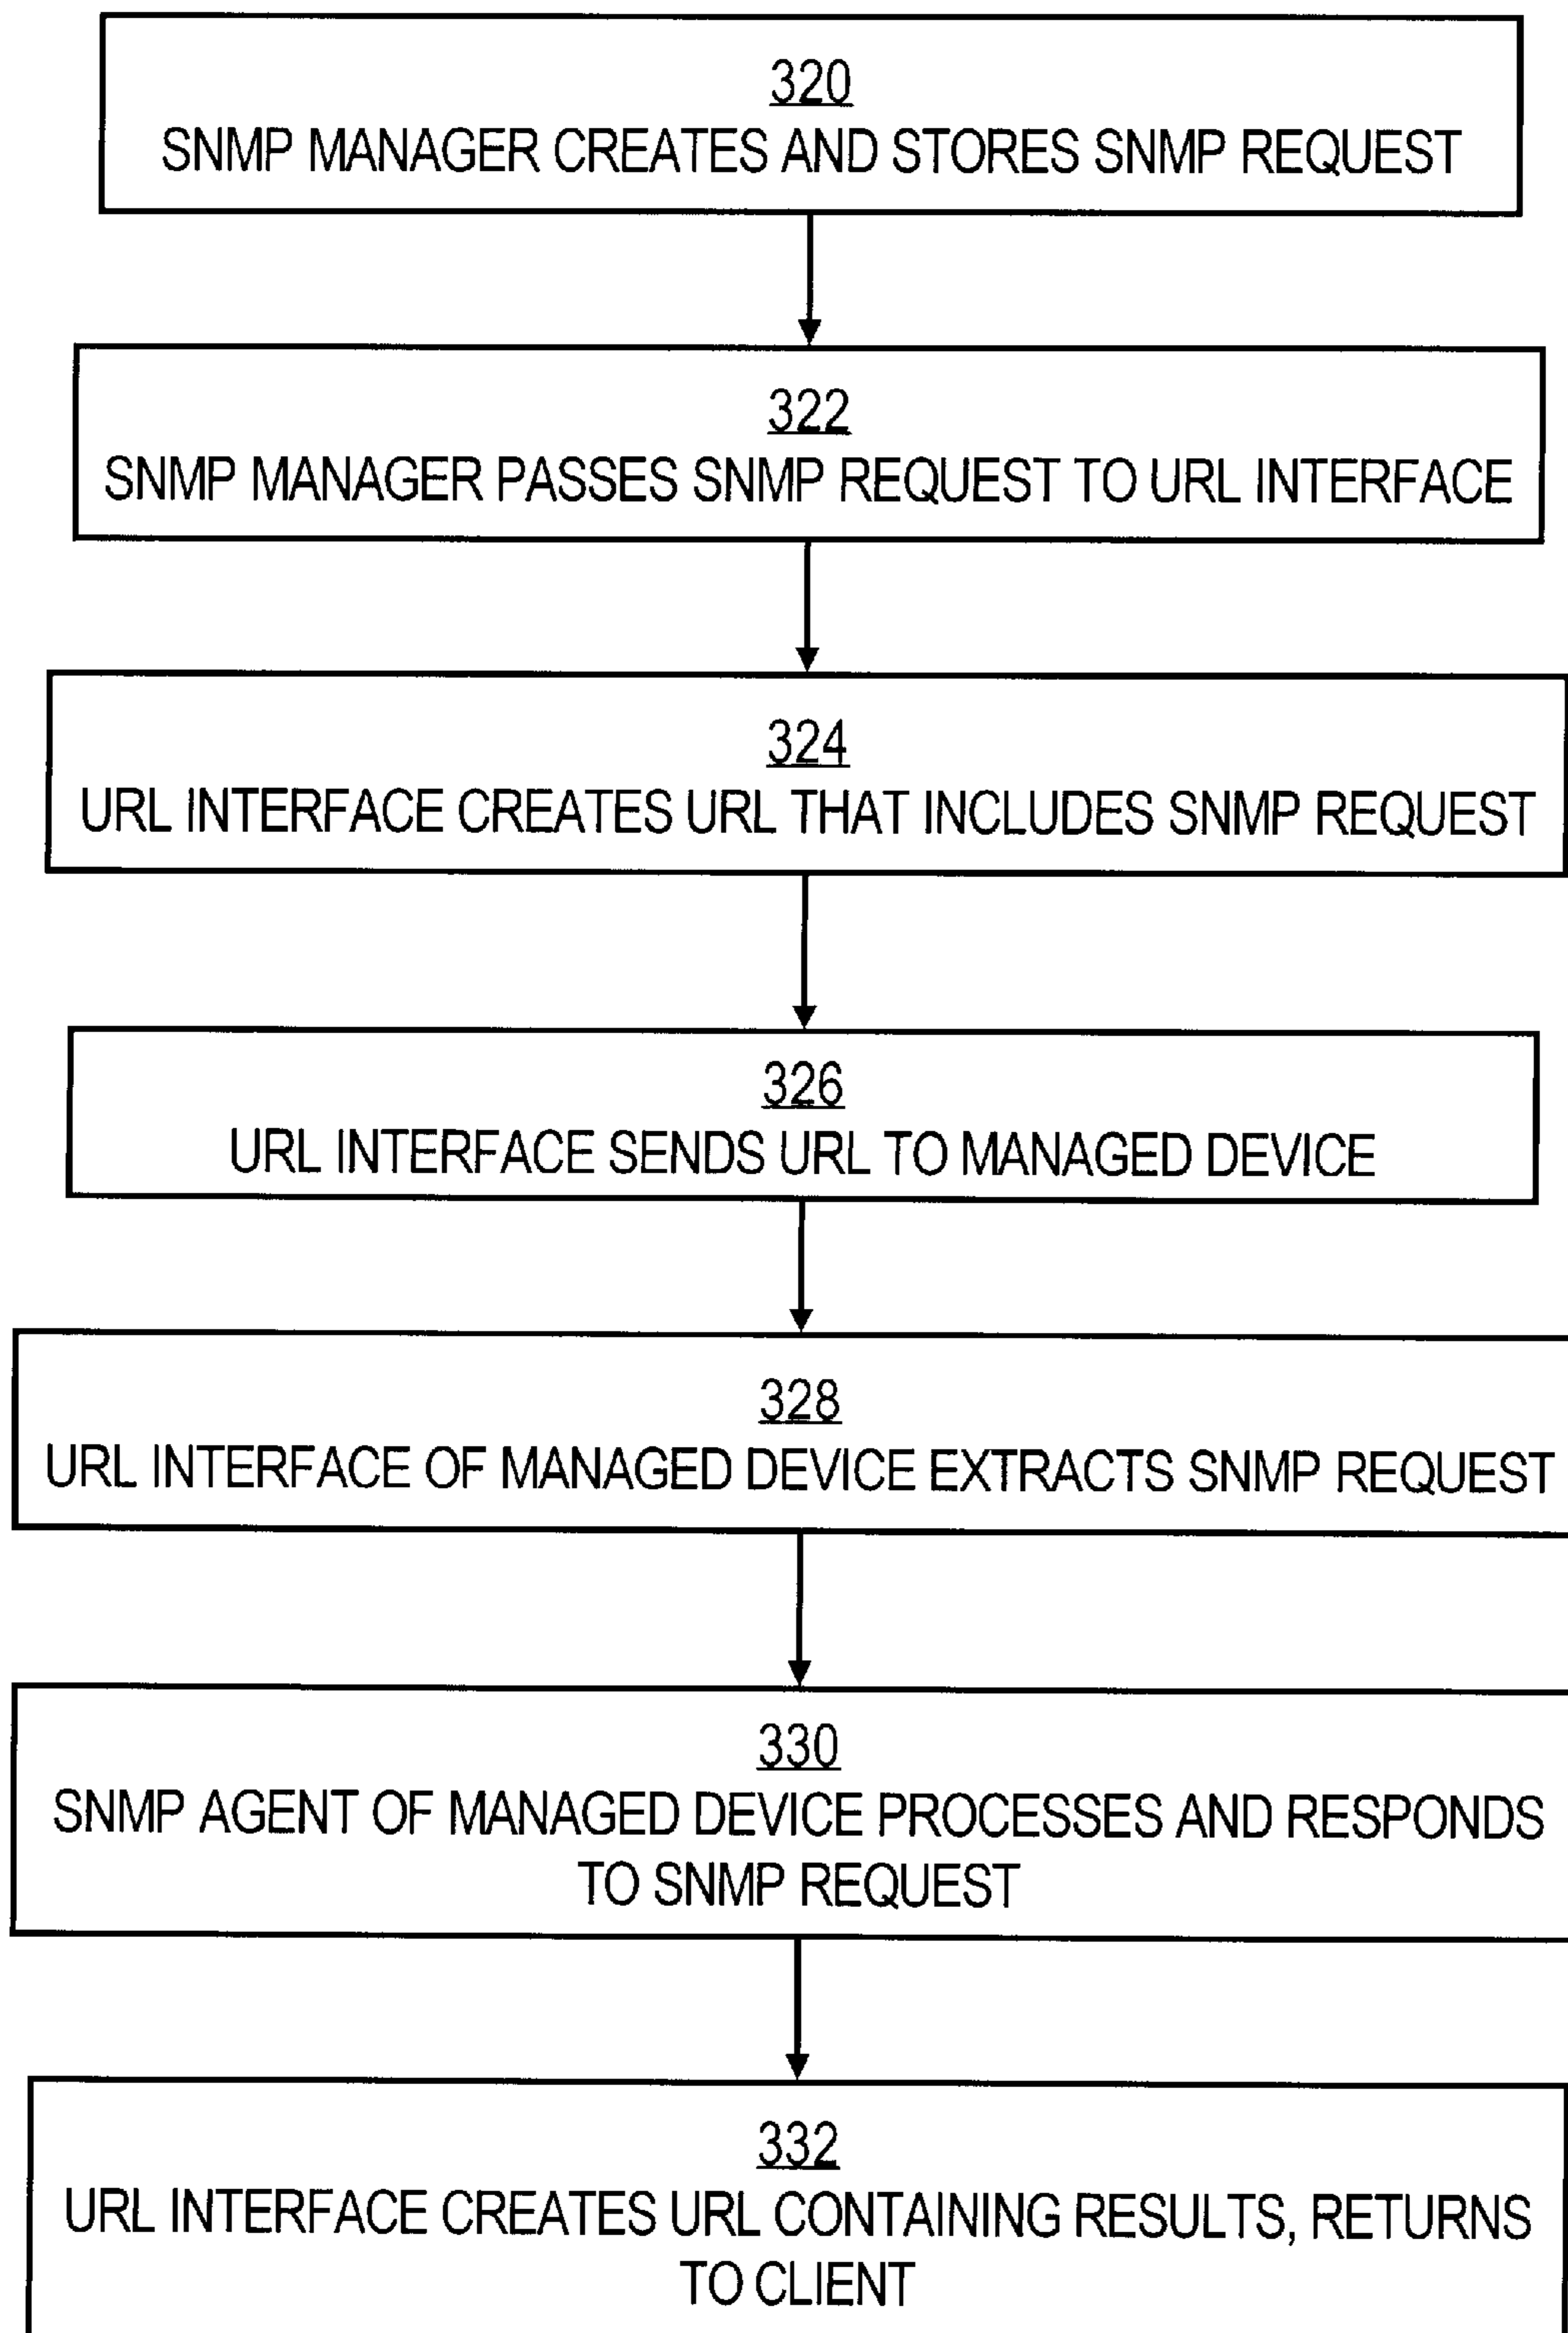 320
SNMP MANAGER CREATES AND STORES SNMP REQUEST
322
SNMP MANAGER PASSES SNMP REQUEST TO URL INTERFACE
324
URL INTERFACE CREATES URL THAT INCLUDES SNMP REQUEST
326
URL INTERFACE SENDS URL TO MANAGED DEVICE
328
URL INTERFACE OF MANAGED DEVICE EXTRACTS SNMP REQUEST
330
SNMP AGENT OF MANAGED DEVICE PROCESSES AND RESPONDS
TO SNMP REQUEST
332
URL INTERFACE CREATES URL CONTAINING RESULTS, RETURNS
TO CLIENT